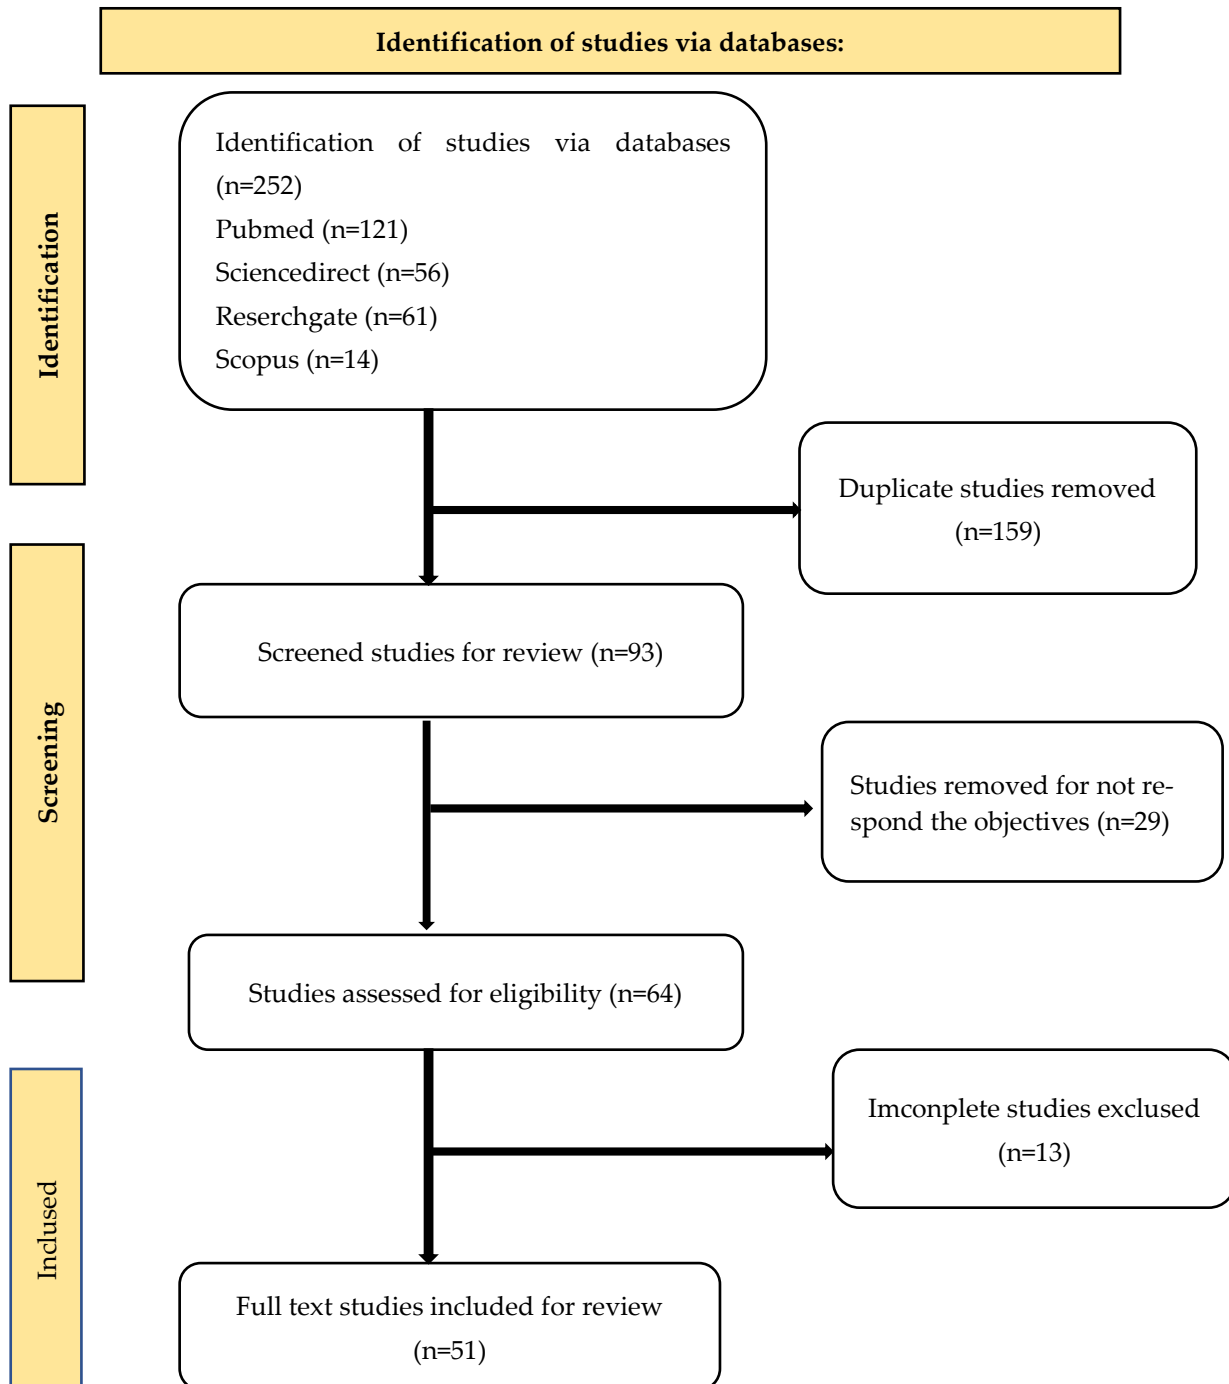 Identification of studies via databases:
Identification
Identification of studies via databases
(n=252)
Pubmed (n=121)
Sciencedirect (n=56)
Reserchgate (n=61)
Scopus (n=14)
Duplicate studies removed
(n=159)
Screening
Screened studies for review (n=93)
Studies removed for not re-
spond the objectives (n=29)
Studies assessed for eligibility (n=64)
Inclused
Imconplete studies exclused
(n=13)
Full text studies included for review
(n=51)